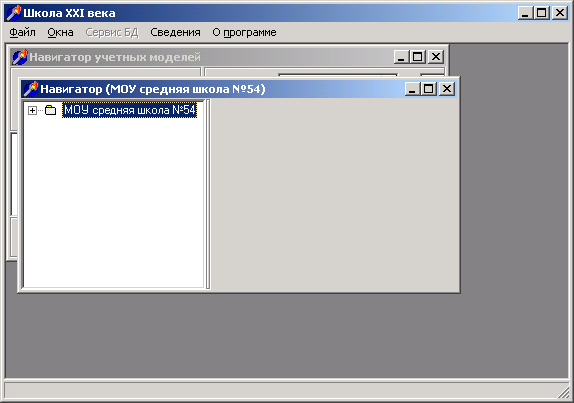 Школа XXI века
Файл Окна Сервис БД Сведения О программе
Навигатор учетных моделей
Навигатор (МОУ средняя школа №54)
МОУ средняя школа №54